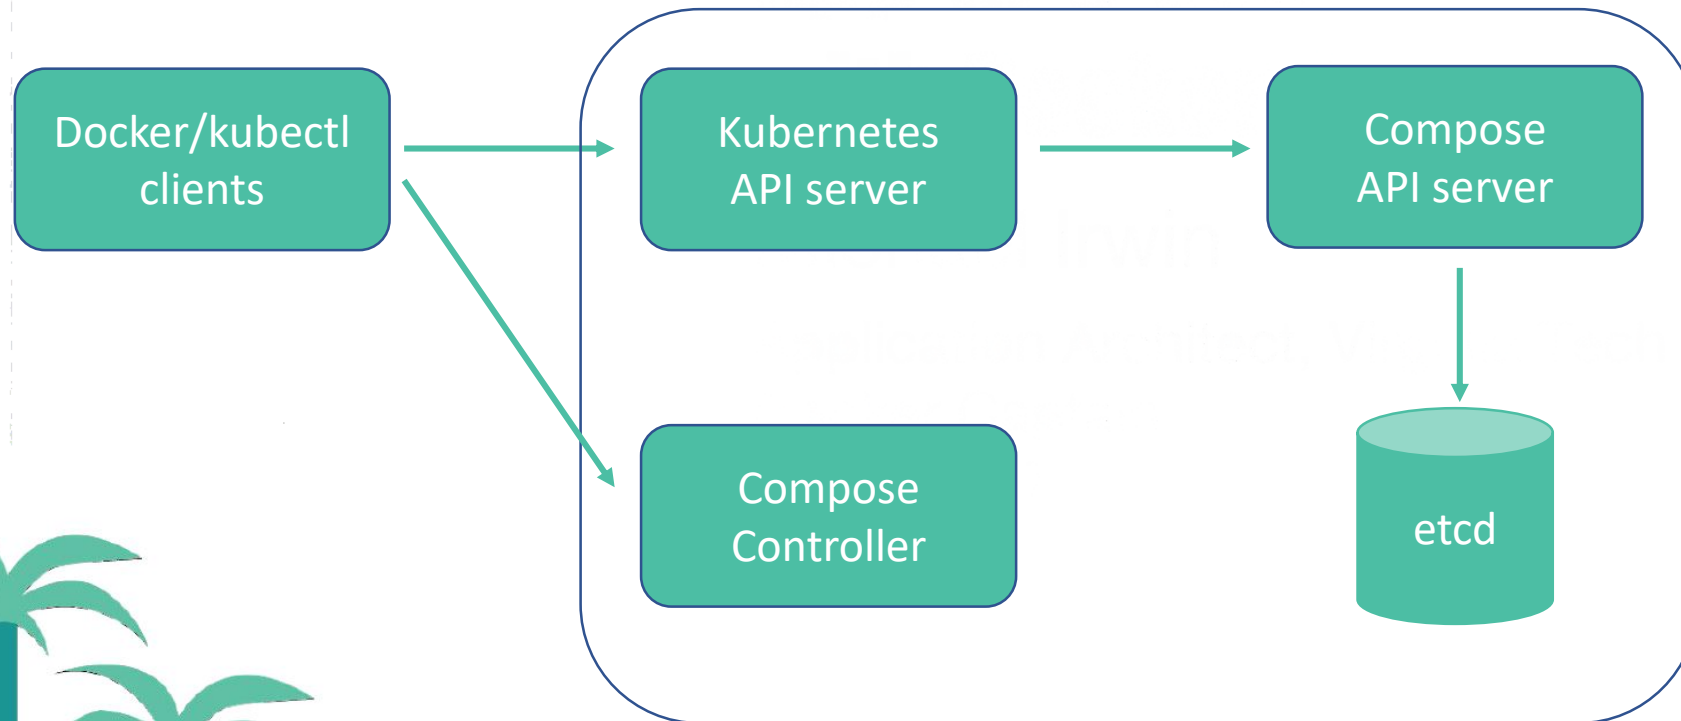 Docker/kubectl
clients
Kubernetes
API server
Compose
API server
Compose
Controller
etcd